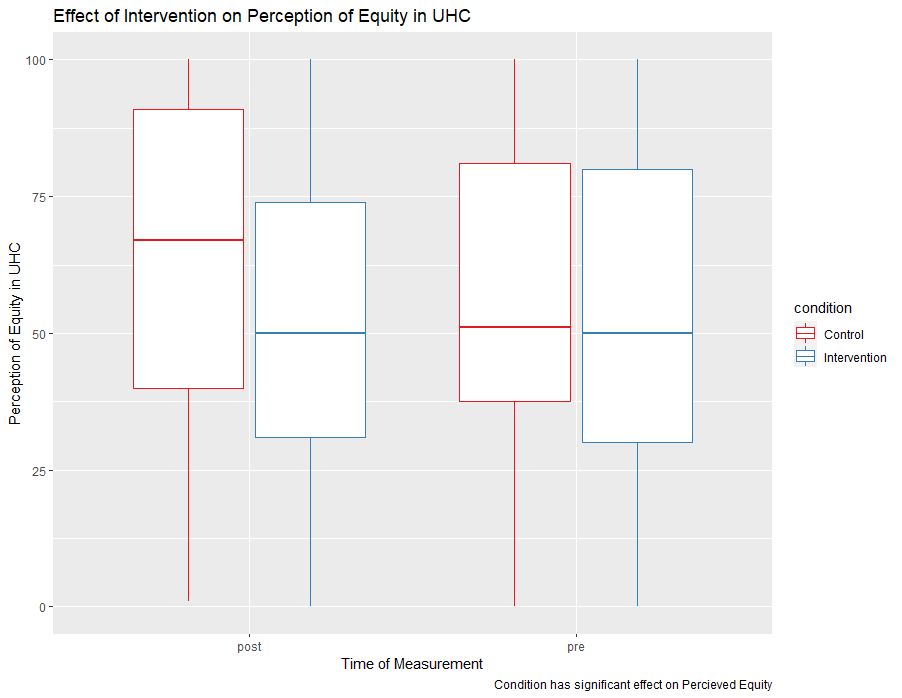 Effect of Intervention on Perception of Equity in UHC
Perception of Equity in UHC
100
75
50
25
0
post
pre
Time of Measurement
condition
Control
Intervention
Condition has significant effect on Percieved Equity